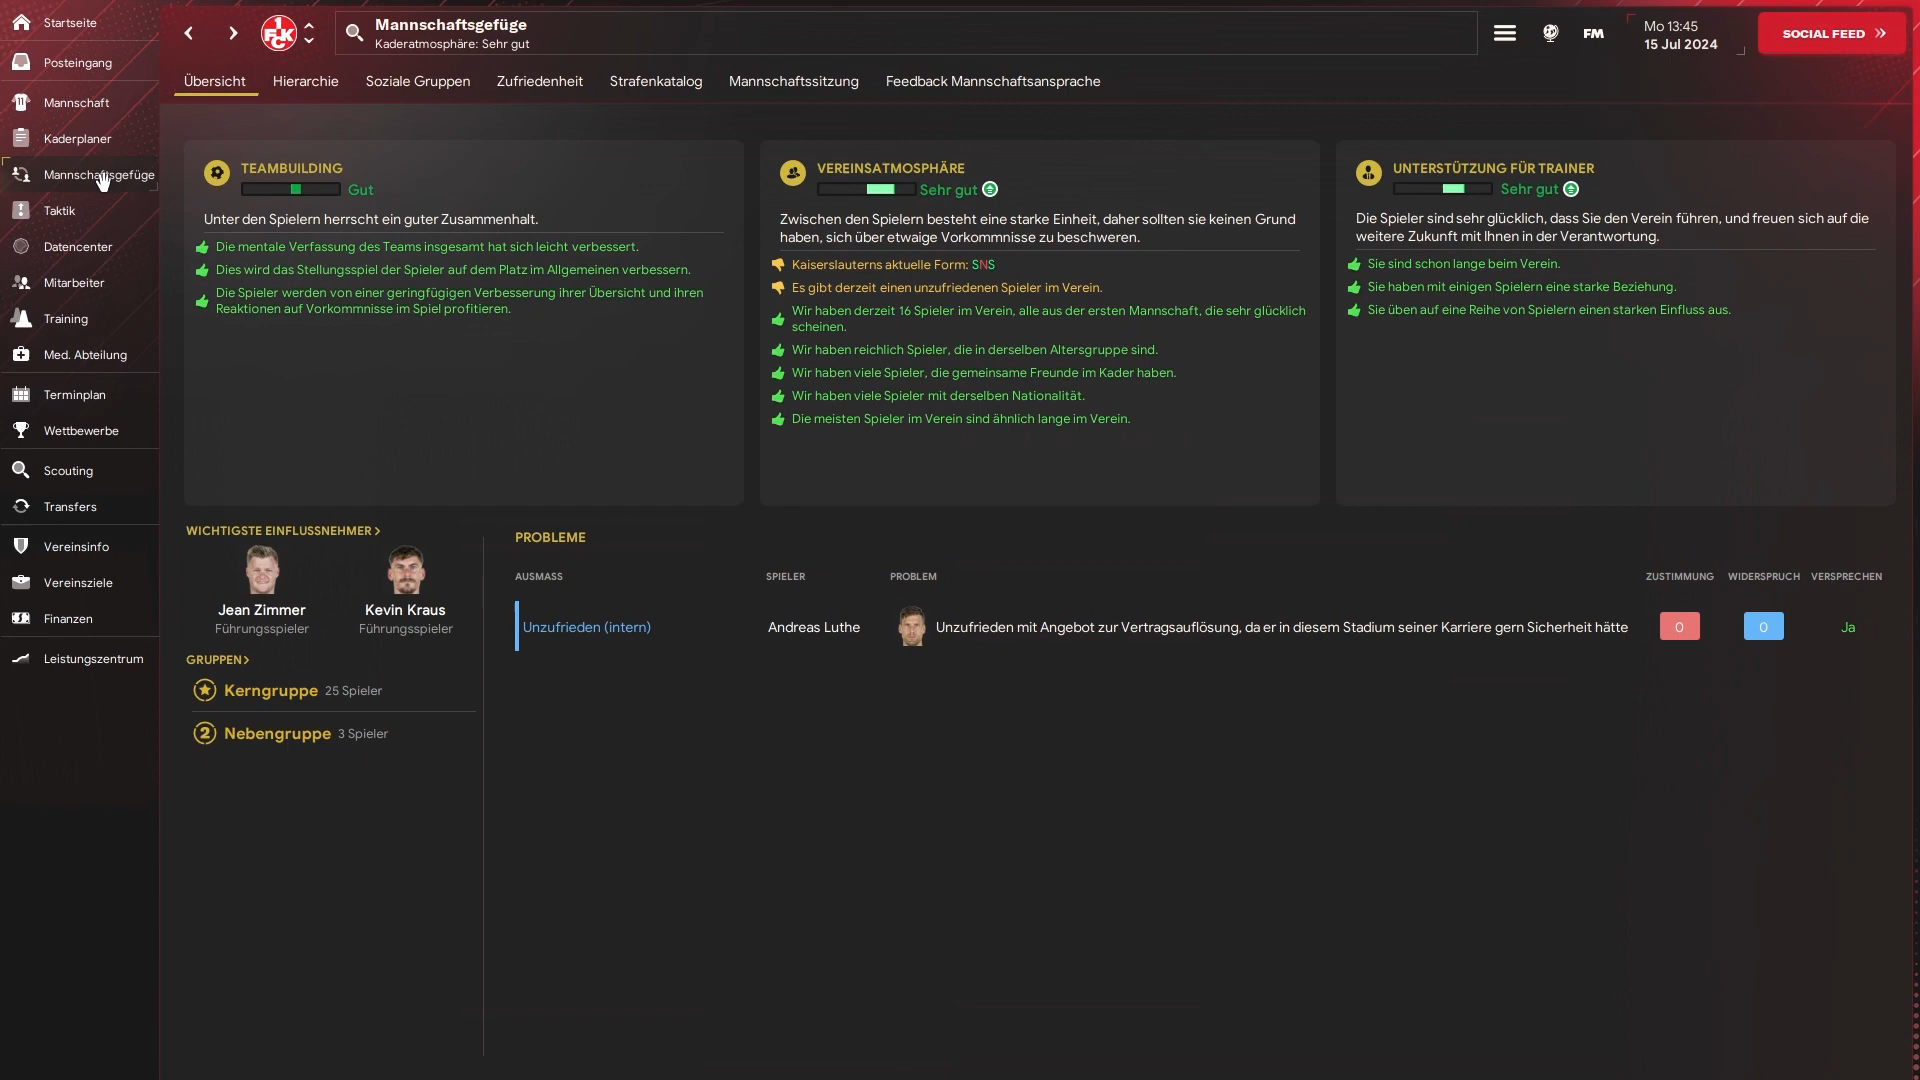 Startseite
Posteingang
Mannschaft
Kaderplaner
Mannschaftsgefüge
Taktik
Datencenter
Mitarbeiter
Training
Med. Abteilung
Terminplan
Wettbewerbe
Scouting
Transfers
Vereinsinfo
Vereinsziele
Finanzen
Leistungszentrum
1
FCK
Mannschaftsgefüge
Kaderatmosphäre: Sehr gut
FM
Mo 13:45
15 Jul 2024
SOCIAL FEED
Übersicht Hierarchie Soziale Gruppen Zufriedenheit Strafenkatalog Mannschaftssitzung Feedback Mannschaftsansprache
TEAMBUILDING
Gut
Unter den Spielern herrscht ein guter Zusammenhalt.
Die mentale Verfassung des Teams insgesamt hat sich leicht verbessert.
Dies wird das Stellungsspiel der Spieler auf dem Platz im Allgemeinen verbessern.
Die Spieler werden von einer geringfügigen Verbesserung ihrer Übersicht und ihren
Reaktionen auf Vorkommnisse im Spiel profitieren.
VEREINSATMOSPHÄRE
Sehr gut
Zwischen den Spielern besteht eine starke Einheit, daher sollten sie keinen Grund
haben, sich über etwaige Vorkommnisse zu beschweren.
Kaiserslauterns aktuelle Form: SNS
Es gibt derzeit einen unzufriedenen Spieler im Verein.
Wir haben derzeit 16 Spieler im Verein, alle aus der ersten Mannschaft, die sehr glücklich
scheinen.
Wir haben reichlich Spieler, die in derselben Altersgruppe sind.
Wir haben viele Spieler, die gemeinsame Freunde im Kader haben.
Wir haben viele Spieler mit derselben Nationalität.
Die meisten Spieler im Verein sind ähnlich lange im Verein.
UNTERSTÜTZUNG FÜR TRAINER
Sehr gut
Die Spieler sind sehr glücklich, dass Sie den Verein führen, und freuen sich auf die
weitere Zukunft mit Ihnen in der Verantwortung.
Sie sind schon lange beim Verein.
Sie haben mit einigen Spielern eine starke Beziehung.
Sie üben auf eine Reihe von Spielern einen starken Einfluss aus.
WICHTIGSTE EINFLUSSNEHMER >
Jean Zimmer
Führungsspieler
Kevin Kraus
Führungsspieler
GRUPPEN >
Kerngruppe 25 Spieler
2 Nebengruppe 3 Spieler
PROBLEME
AUSMASS SPIELER PROBLEM ZUSTIMMUNG WIDERSPRUCH VERSPRECHEN
Unzufrieden (intern) Andreas Luthe Unzufrieden mit Angebot zur Vertragsauflösung, da er in diesem Stadium seiner Karriere gern Sicherheit hätte 0 0 Ja